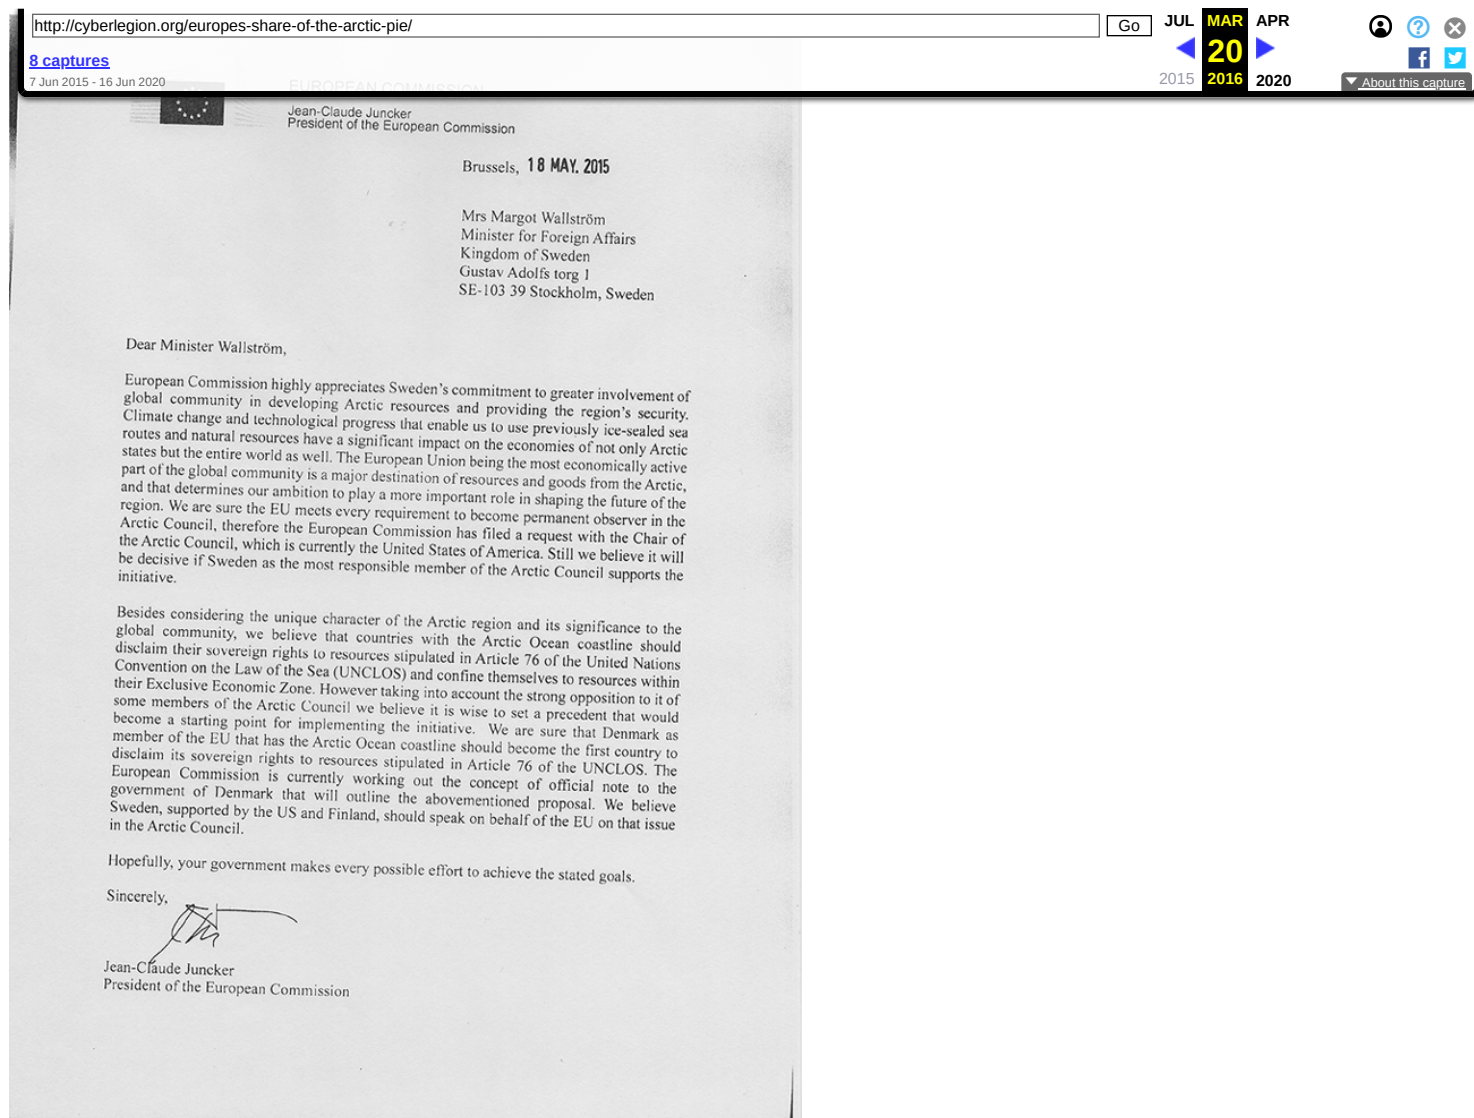 http://cyberlegion.org/europes-share-of-the-arctic-pie/
Go
JUL
MAR
APR
8 captures
20
7 Jun 2015 - 16 Jun 2020
2015
2016
2020
About this capture
EUROPEAN COMMISSION
Jean-Claude Juncker
President of the European Commission
Brussels, 18 MAY. 2015
Mrs Margot Wallström
Minister for Foreign Affairs
Kingdom of Sweden
Gustav Adolfs torg 1
SE-103 39 Stockholm, Sweden
Dear Minister Wallström,
European Commission highly appreciates Sweden's commitment to greater involvement of
global community in developing Arctic resources and providing the region's security.
Climate change and technological progress that enable us to use previously ice-sealed sea
routes and natural resources have a significant impact on the economies of not only Arctic
states but the entire world as well. The European Union being the most economically active
part of the global community is a major destination of resources and goods from the Arctic,
and that determines our ambition to play a more important role in shaping the future of the
region. We are sure the EU meets every requirement to become permanent observer in the
Arctic Council, therefore the European Commission has filed a request with the Chair of
the Arctic Council, which is currently the United States of America. Still we believe it will
be decisive if Sweden as the most responsible member of the Arctic Council supports the
initiative.
Besides considering the unique character of the Arctic region and its significance to the
global community, we believe that countries with the Arctic Ocean coastline should
disclaim their sovereign rights to resources stipulated in Article 76 of the United Nations
Convention on the Law of the Sea (UNCLOS) and confine themselves to resources within
their Exclusive Economic Zone. However taking into account the strong opposition to it of
some members of the Arctic Council we believe it is wise to set a precedent that would
become a starting point for implementing the initiative. We are sure that Denmark as
member of the EU that has the Arctic Ocean coastline should become the first country to
disclaim its sovereign rights to resources stipulated in Article 76 of the UNCLOS. The
European Commission is currently working out the concept of official note to the
government of Denmark that will outline the abovementioned proposal. We believe
Sweden, supported by the US and Finland, should speak on behalf of the EU on that issue
in the Arctic Council.
Hopefully, your government makes every possible effort to achieve the stated goals.
Sincerely,
Jean-Claude Juncker
President of the European Commission